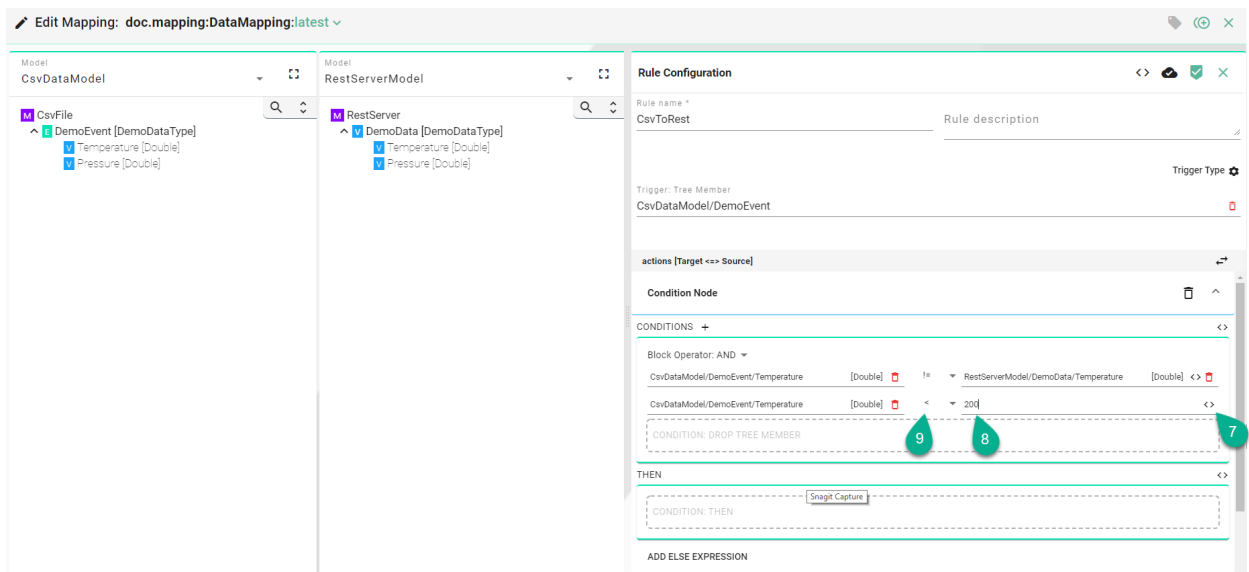 Edit Mapping: doc.mapping:DataMapping:latest
Model
CsvDataModel
M CsvFile
E DemoEvent [DemoDataType]
V Temperature [Double]
V Pressure [Double]
Model
RestServerModel
M RestServer
V DemoData [DemoDataType]
V Temperature [Double]
V Pressure [Double]
Rule Configuration <>
Rule name *
CsvToRest
Rule description
Trigger Type
Trigger: Tree Member
CsvDataModel/DemoEvent
actions [Target <=> Source]
Condition Node
CONDITIONS + <>
Block Operator: AND
CsvDataModel/DemoEvent/Temperature [Double] != RestServerModel/DemoData/Temperature [Double] <>
CsvDataModel/DemoEvent/Temperature [Double] < 200 <>
7
9 8
CONDITION: DROP TREE MEMBER
THEN <>
Snagit Capture
CONDITION: THEN
ADD ELSE EXPRESSION